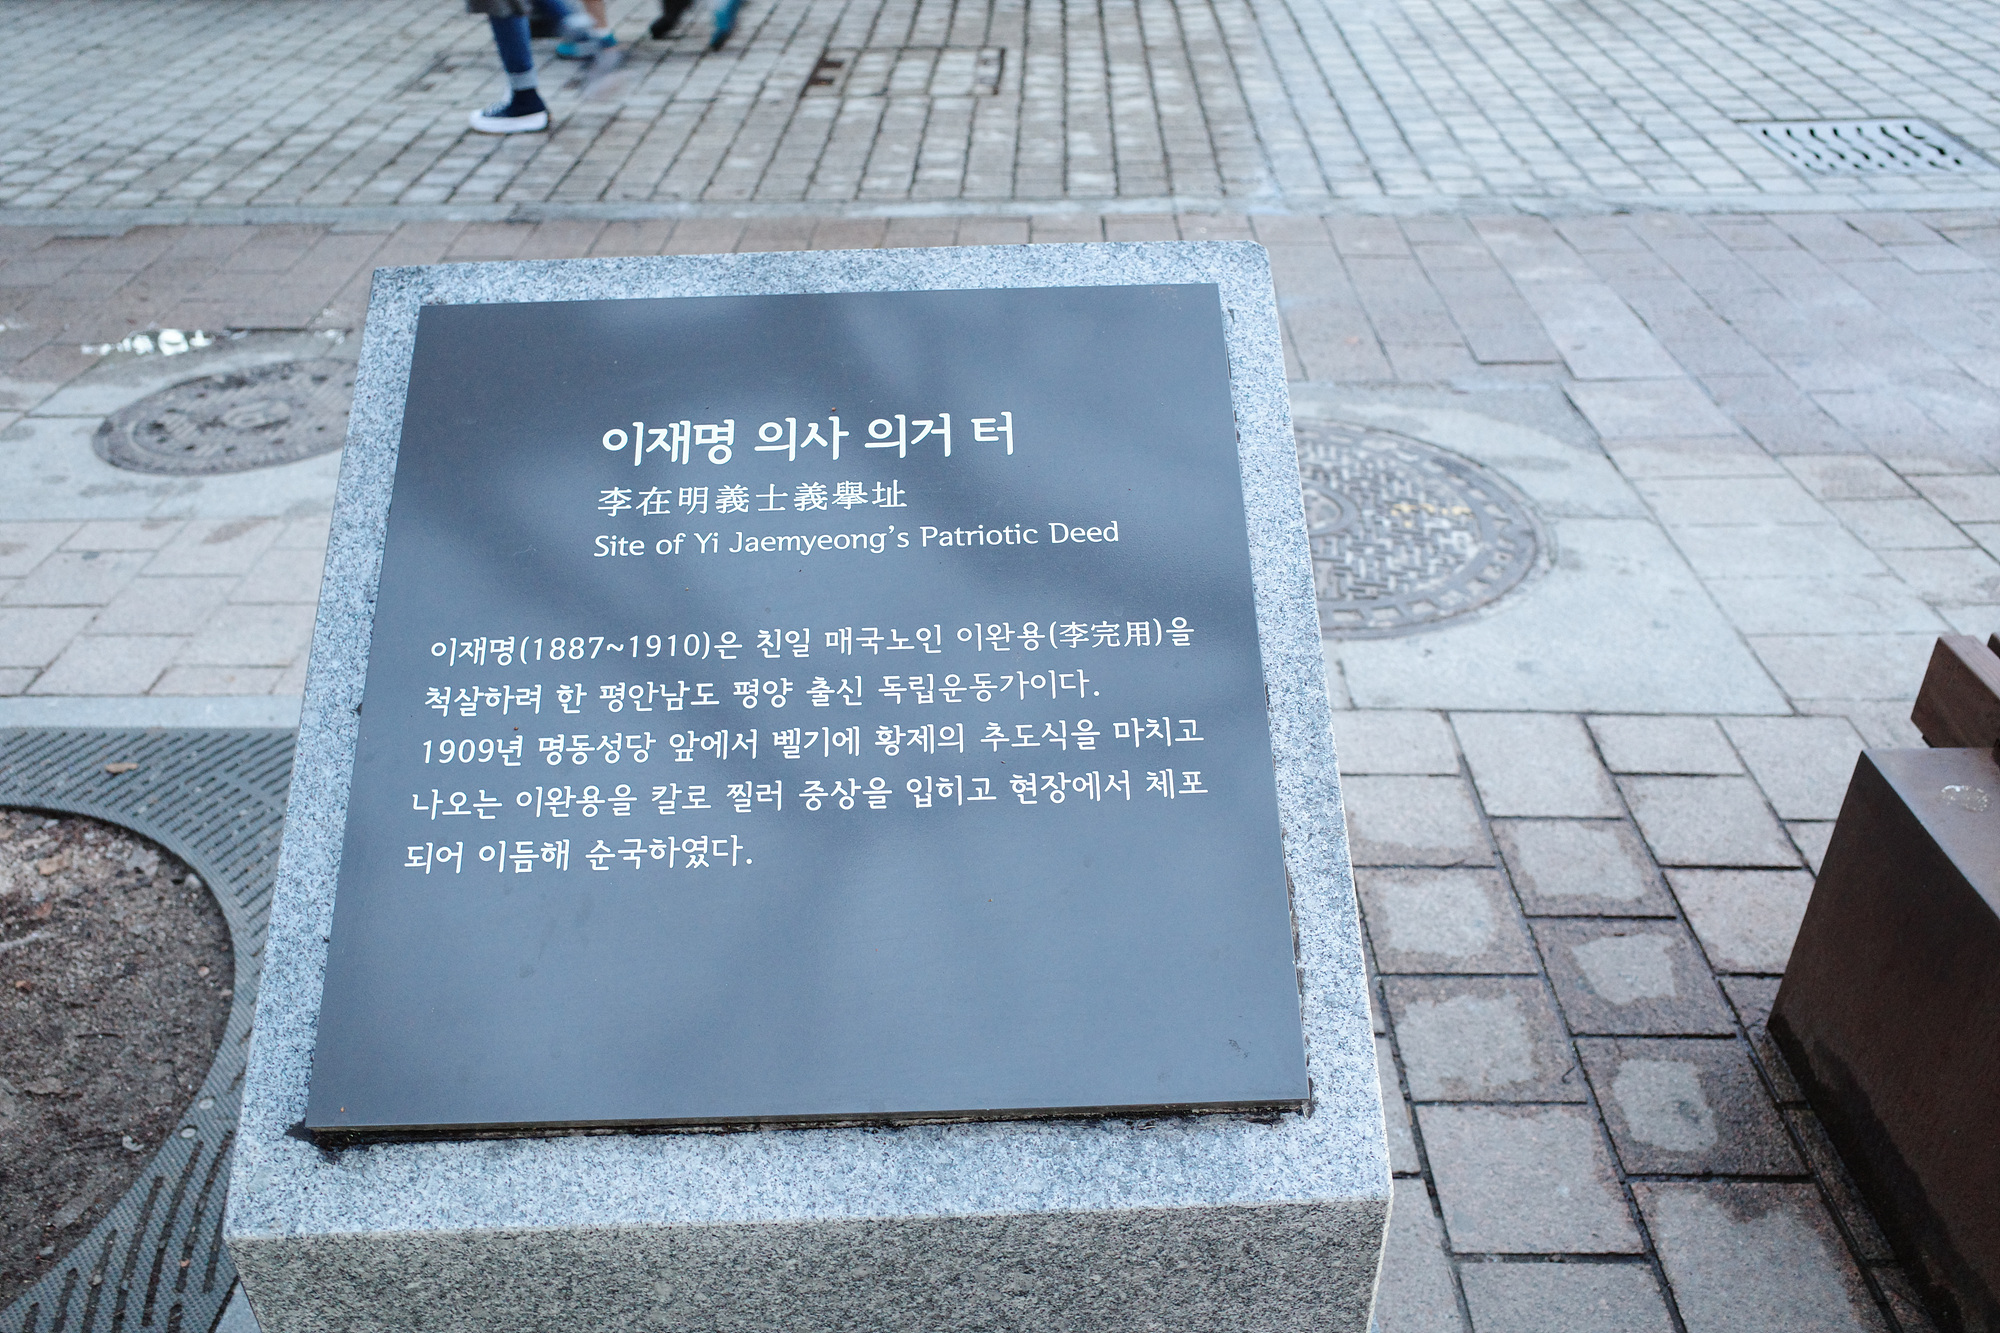 이재명 의사 의거 터
李在明義士義擧址
Site of Yi Jaemyeong's Patriotic Deed
이재명(1887~1910)은 친일 매국노인 이완용(李完用)을
척살하려 한 평안남도 평양 출신 독립운동가이다.
1909년 명동성당 앞에서 벨기에 황제의 추도식을 마치고
나오는 이완용을 칼로 찔러 중상을 입히고 현장에서 체포
되어 이듬해 순국하였다.